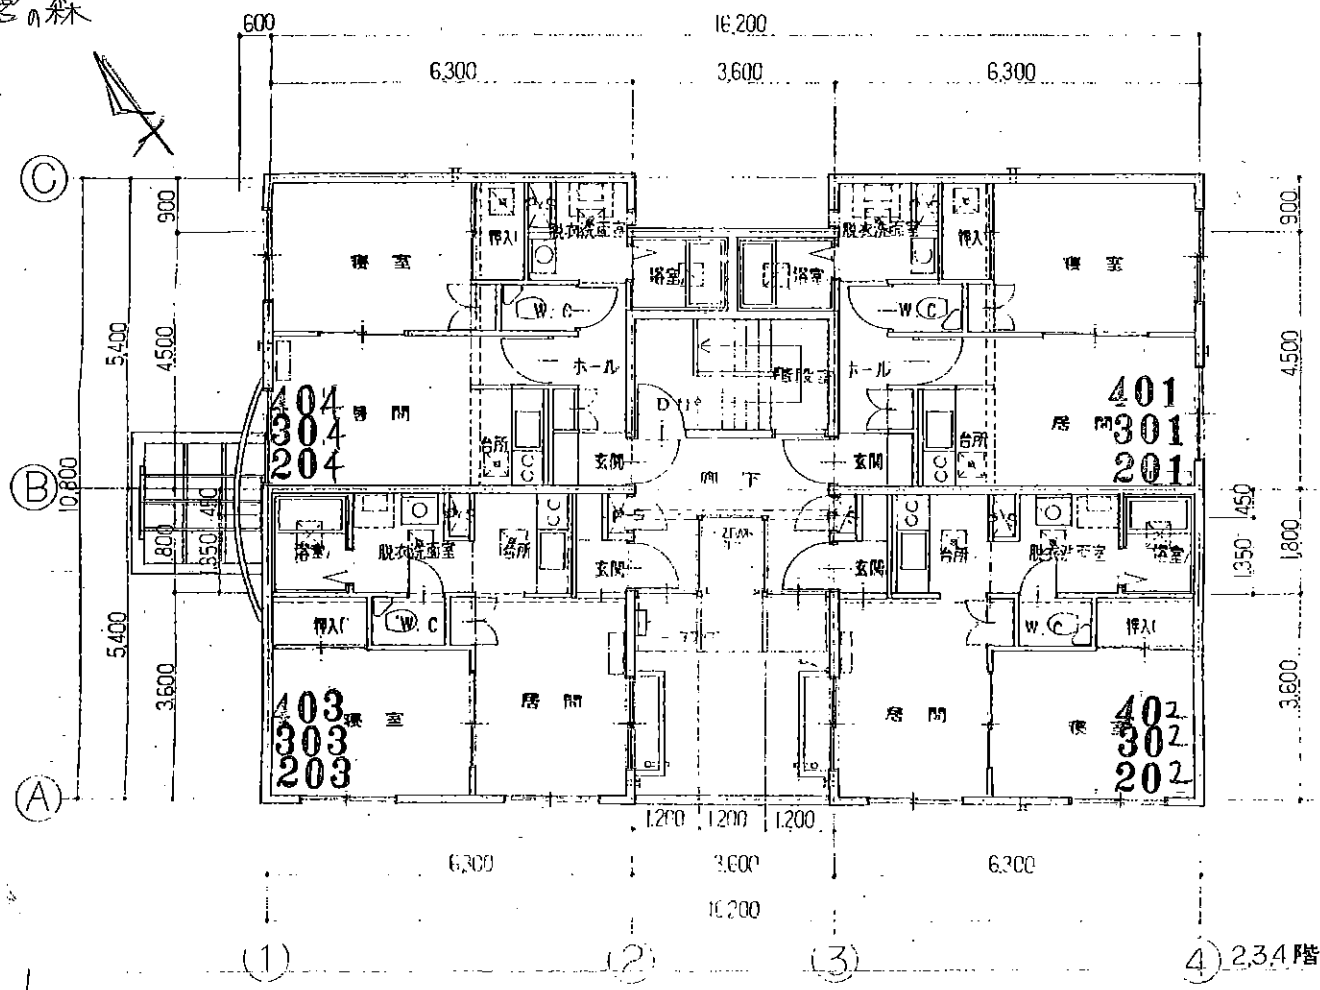 の森
600
16,200
6,300
3,600
6,300
C
900
900
押入
脱衣洗面室
脱衣洗面室
押入
寝室
浴室
浴室
寝室
W.C
W.C
5,400
4,500
4,500
ホール
階段室
ホール
404
304
204
居間
台所
玄関
玄関
台所
居間
401
301
201
廊下
B
10,800
450
1,800
1,350
450
1,350
1,800
浴室
脱衣洗面室
台所
玄関
玄関
台所
脱衣洗面室
浴室
押入
W.C
W.C
押入
5,400
3,600
3,600
403
303
203
寝室
居間
居間
寝室
402
302
202
A
1,200
1,200
1,200
6,300
3,600
6,300
16,200
1
2
3
4
2,3,4階